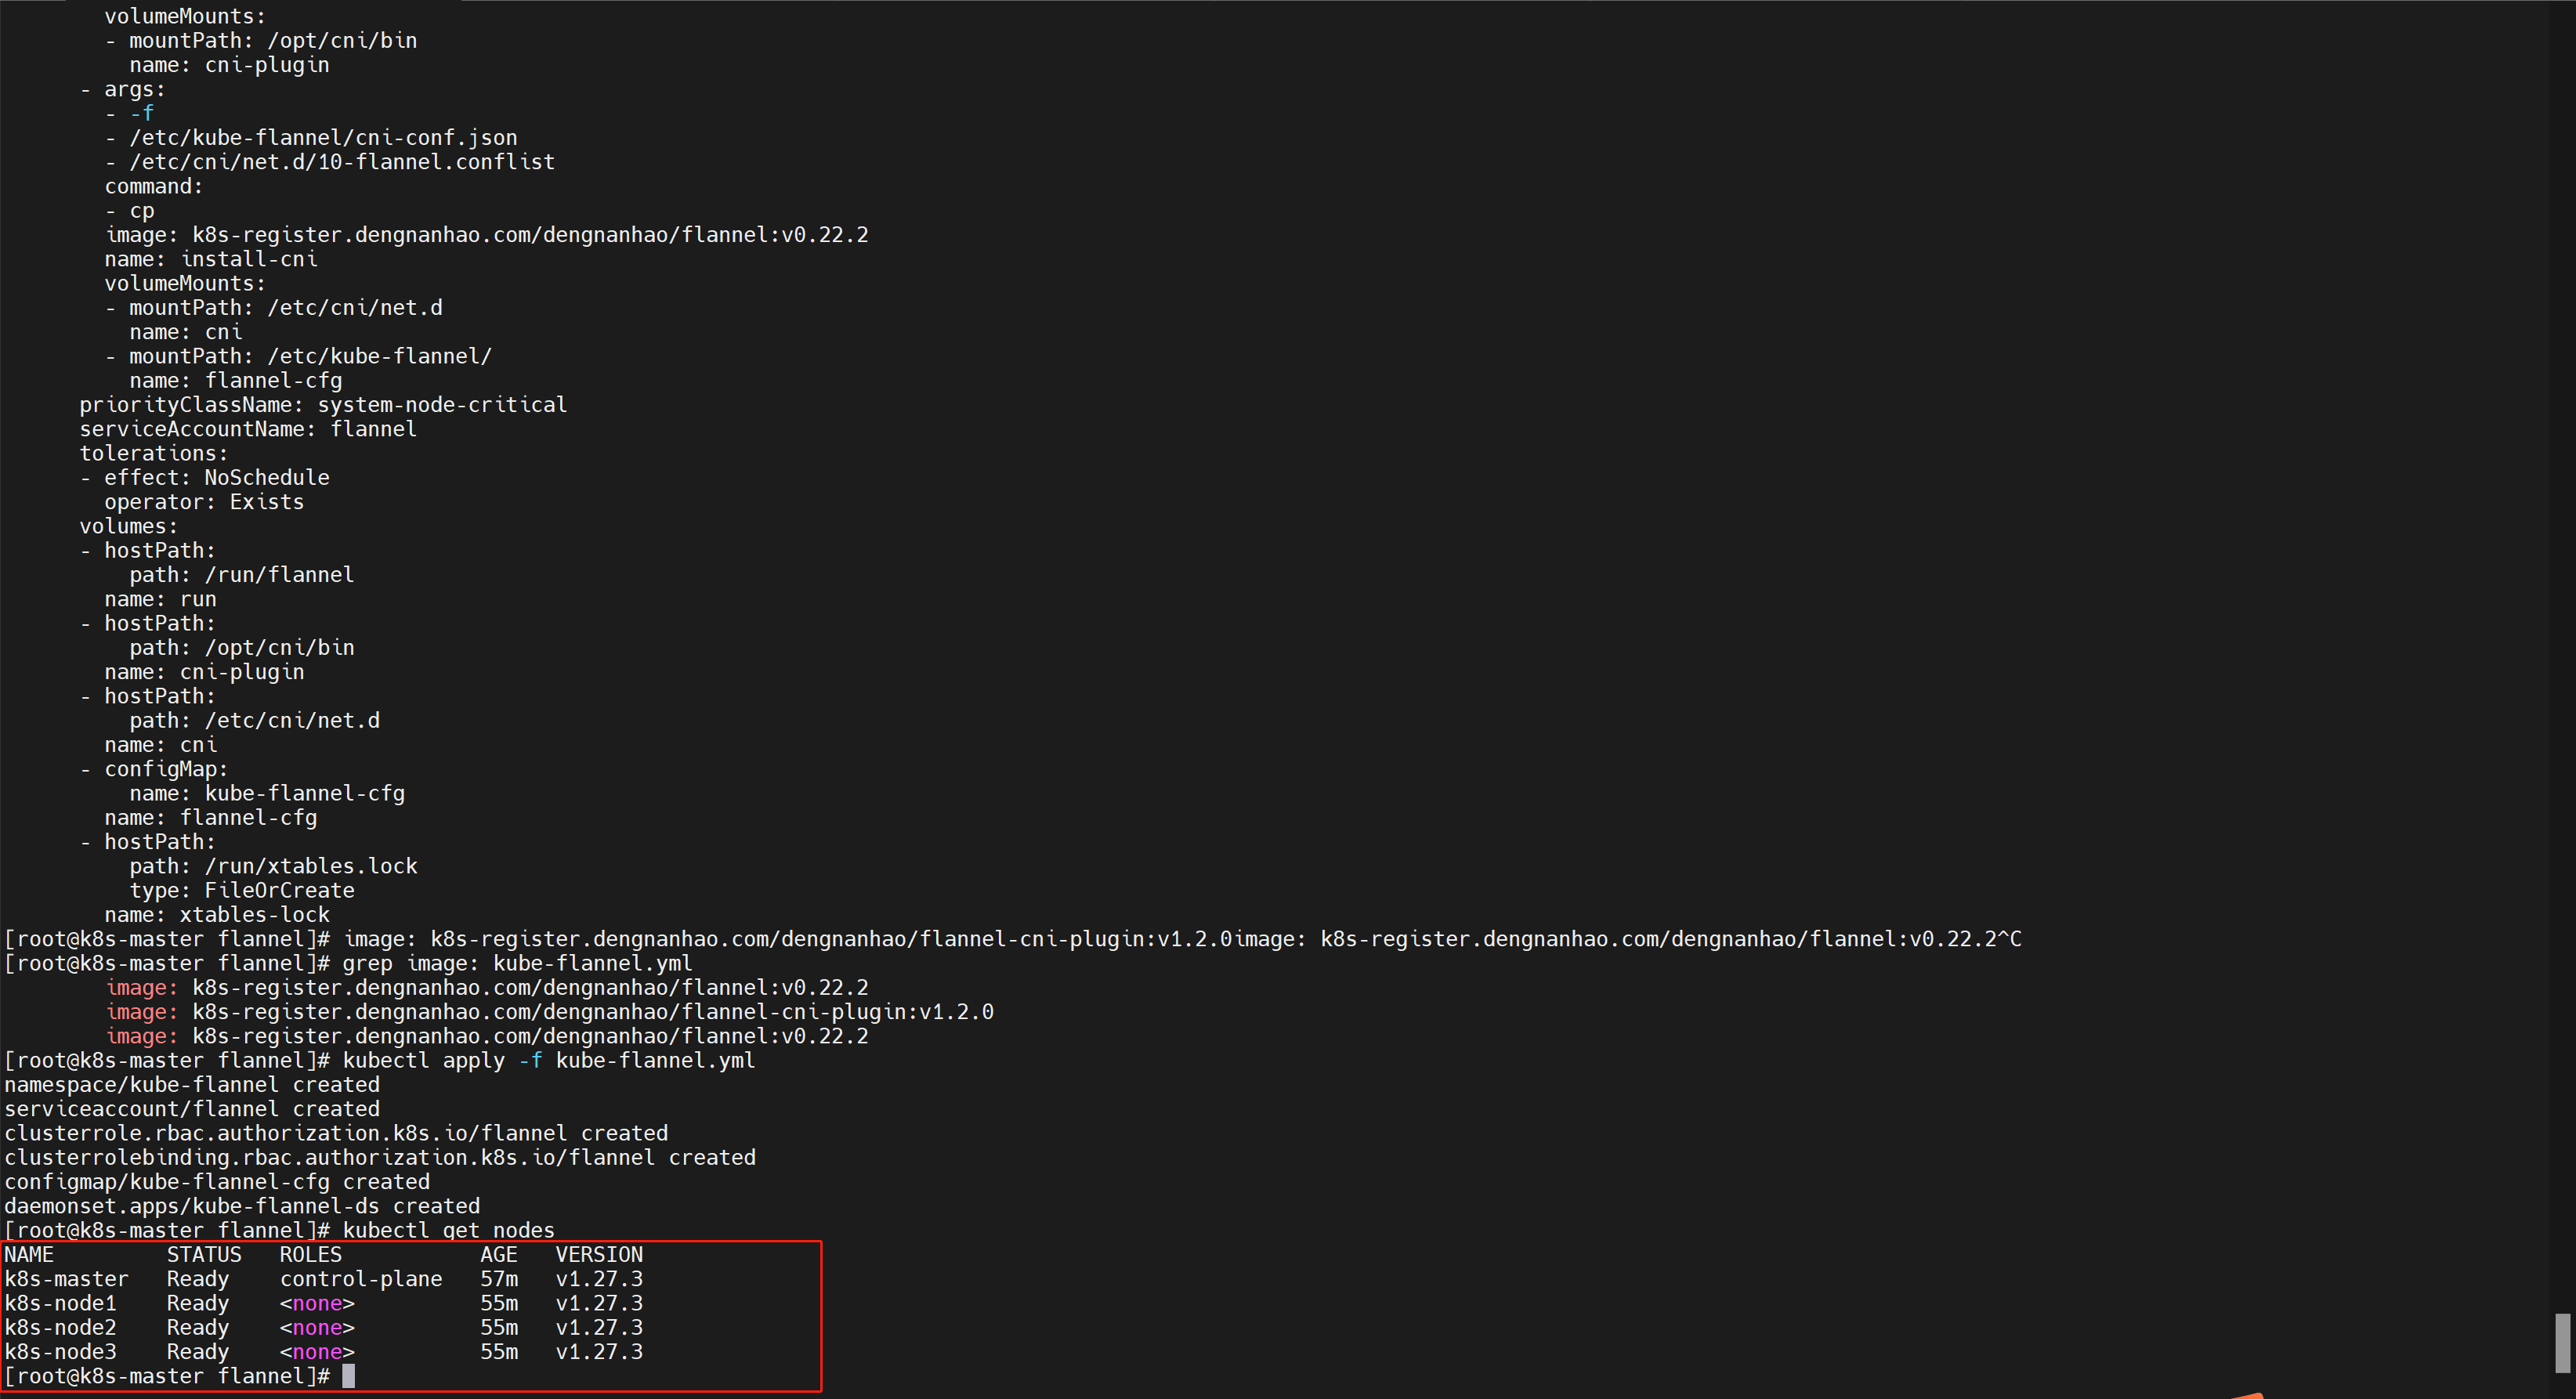 volumeMounts:
        - mountPath: /opt/cni/bin
          name: cni-plugin
      - args:
        - -f
        - /etc/kube-flannel/cni-conf.json
        - /etc/cni/net.d/10-flannel.conflist
        command:
        - cp
        image: k8s-register.dengnanhao.com/dengnanhao/flannel:v0.22.2
        name: install-cni
        volumeMounts:
        - mountPath: /etc/cni/net.d
          name: cni
        - mountPath: /etc/kube-flannel/
          name: flannel-cfg
      priorityClassName: system-node-critical
      serviceAccountName: flannel
      tolerations:
      - effect: NoSchedule
        operator: Exists
      volumes:
      - hostPath:
          path: /run/flannel
        name: run
      - hostPath:
          path: /opt/cni/bin
        name: cni-plugin
      - hostPath:
          path: /etc/cni/net.d
        name: cni
      - configMap:
          name: kube-flannel-cfg
        name: flannel-cfg
      - hostPath:
          path: /run/xtables.lock
          type: FileOrCreate
        name: xtables-lock
[root@k8s-master flannel]# image: k8s-register.dengnanhao.com/dengnanhao/flannel-cni-plugin:v1.2.0image: k8s-register.dengnanhao.com/dengnanhao/flannel:v0.22.2^C
[root@k8s-master flannel]# grep image: kube-flannel.yml
        image: k8s-register.dengnanhao.com/dengnanhao/flannel:v0.22.2
        image: k8s-register.dengnanhao.com/dengnanhao/flannel-cni-plugin:v1.2.0
        image: k8s-register.dengnanhao.com/dengnanhao/flannel:v0.22.2
[root@k8s-master flannel]# kubectl apply -f kube-flannel.yml
namespace/kube-flannel created
serviceaccount/flannel created
clusterrole.rbac.authorization.k8s.io/flannel created
clusterrolebinding.rbac.authorization.k8s.io/flannel created
configmap/kube-flannel-cfg created
daemonset.apps/kube-flannel-ds created
[root@k8s-master flannel]# kubectl get nodes
NAME         STATUS   ROLES           AGE   VERSION
k8s-master   Ready    control-plane   57m   v1.27.3
k8s-node1    Ready    <none>          55m   v1.27.3
k8s-node2    Ready    <none>          55m   v1.27.3
k8s-node3    Ready    <none>          55m   v1.27.3
[root@k8s-master flannel]#